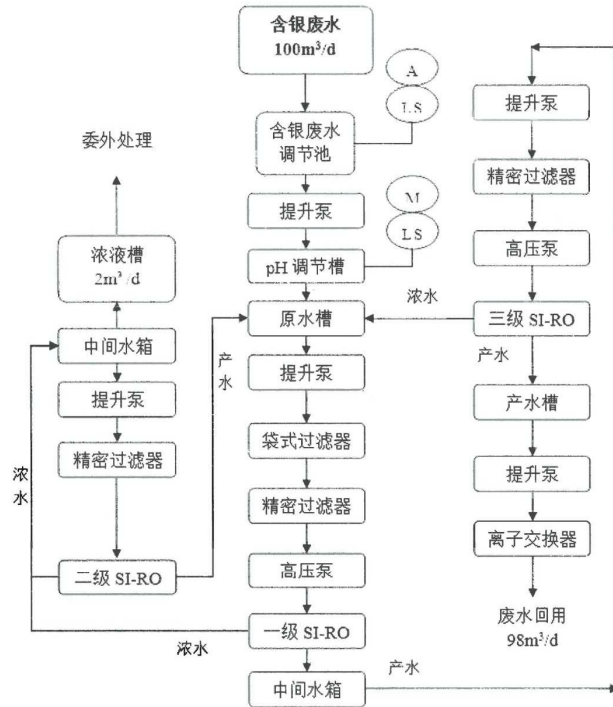 含银废水
100m³/d
A
LS
含银废水
调节池
提升泵
M
LS
pH 调节槽
原水槽
提升泵
袋式过滤器
精密过滤器
高压泵
一级 SI-RO
中间水箱
委外处理
浓液槽
2m³/d
中间水箱
提升泵
精密过滤器
二级 SI-RO
浓水
产水
浓水
产水
提升泵
精密过滤器
高压泵
三级 SI-RO
浓水
产水
产水槽
提升泵
离子交换器
废水回用
98m³/d